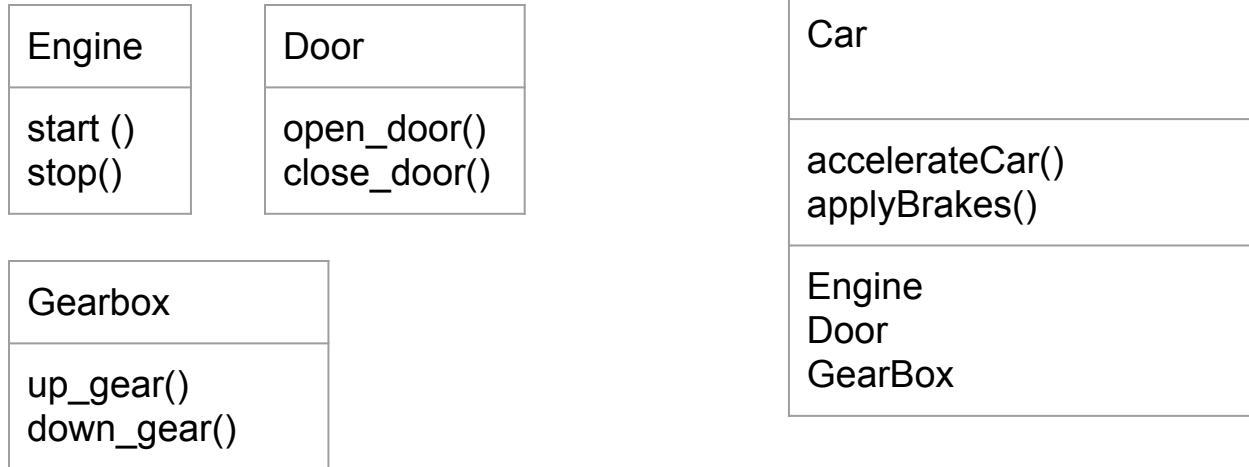 Engine
start ()
stop()
Door
open_door()
close_door()
Gearbox
up_gear()
down_gear()
Car
accelerateCar()
applyBrakes()
Engine
Door
GearBox